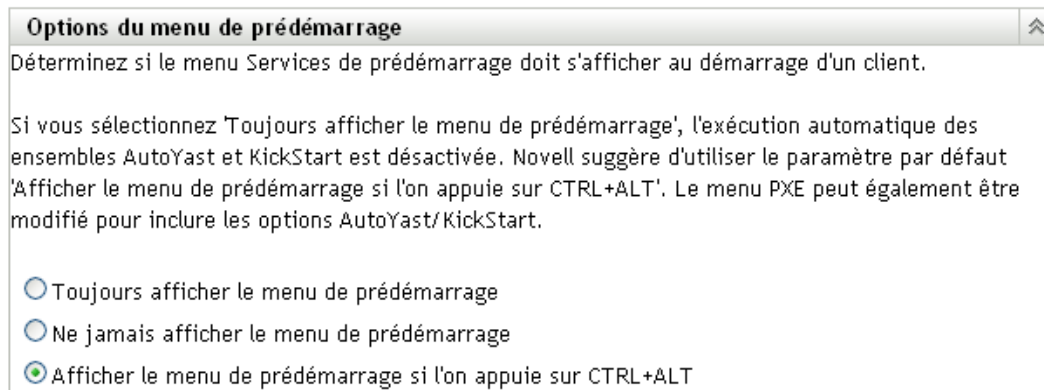 Options du menu de prédémarrage
Déterminez si le menu Services de prédémarrage doit s'afficher au démarrage d'un client.
Si vous sélectionnez 'Toujours afficher le menu de prédémarrage', l'exécution automatique des
ensembles AutoYast et KickStart est désactivée. Novell suggère d'utiliser le paramètre par défaut
'Afficher le menu de prédémarrage si l'on appuie sur CTRL+ALT'. Le menu PXE peut également être
modifié pour inclure les options AutoYast/KickStart.
Toujours afficher le menu de prédémarrage
Ne jamais afficher le menu de prédémarrage
Afficher le menu de prédémarrage si l'on appuie sur CTRL+ALT